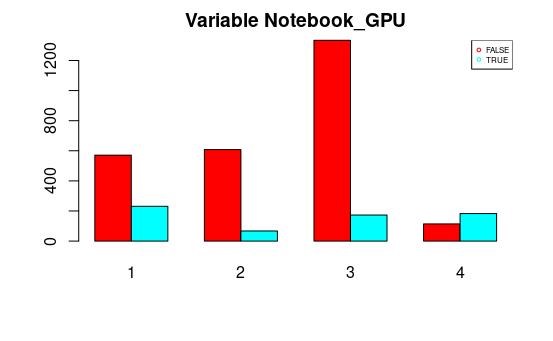 Variable Notebook_GPU
FALSE
TRUE
1200
800
400
0
1 2 3 4